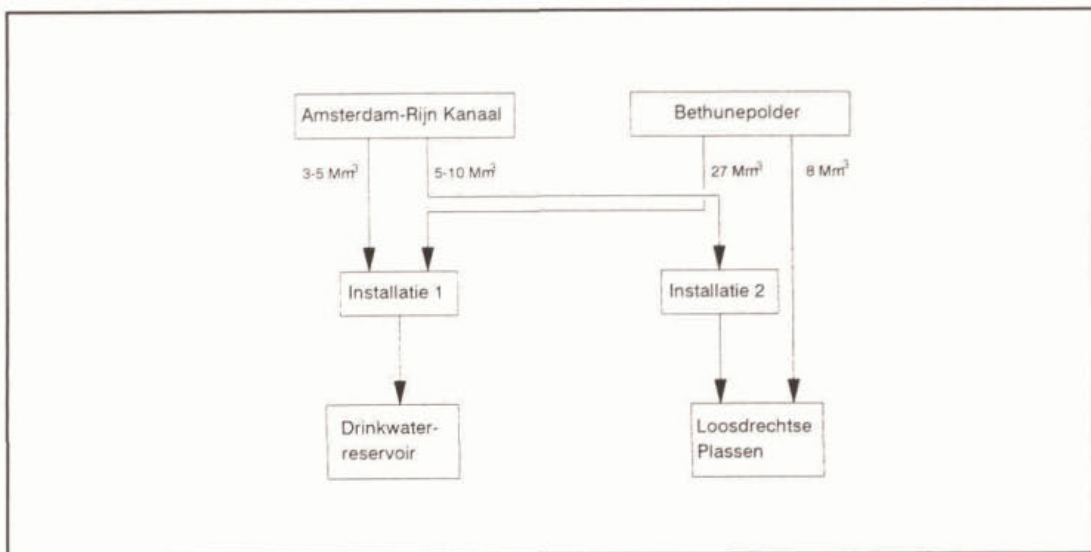 Amsterdam-Rijn Kanaal
Bethunepolder
3-5 Mm³
5-10 Mm³
27 Mm³
8 Mm³
Installatie 1
Installatie 2
Drinkwater-
reservoir
Loosdrechtse
Plassen